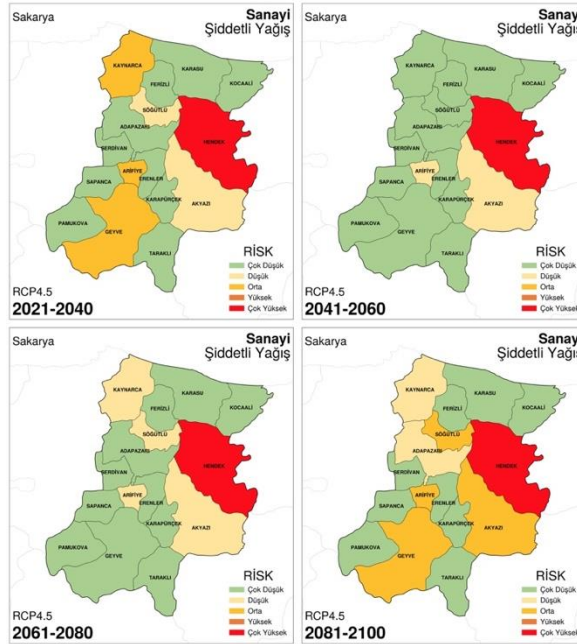 Sakarya
Sanayi
Şiddetli Yağış
KAYNARCA
KARASU
FERİZLİ
KOCAALİ
SÖĞÜTLÜ
ADAPAZARI
HENDEK
SERDİVAN
ARİFİYE
SAPANCA
ERENLER
AKYAZI
KARAPÜRÇEK
PAMUKOVA
GEYVE
TARAKLI
RİSK
Çok Düşük
Düşük
Orta
Yüksek
Çok Yüksek
RCP4.5
2021-2040
Sakarya
Sanayi
Şiddetli Yağış
KAYNARCA
KARASU
FERİZLİ
KOCAALİ
SÖĞÜTLÜ
ADAPAZARI
HENDEK
SERDİVAN
ARİFİYE
SAPANCA
ERENLER
AKYAZI
KARAPÜRÇEK
PAMUKOVA
GEYVE
TARAKLI
RİSK
Çok Düşük
Düşük
Orta
Yüksek
Çok Yüksek
RCP4.5
2041-2060
Sakarya
Sanayi
Şiddetli Yağış
KAYNARCA
KARASU
FERİZLİ
KOCAALİ
SÖĞÜTLÜ
ADAPAZARI
HENDEK
SERDİVAN
ARİFİYE
SAPANCA
ERENLER
AKYAZI
KARAPÜRÇEK
PAMUKOVA
GEYVE
TARAKLI
RİSK
Çok Düşük
Düşük
Orta
Yüksek
Çok Yüksek
RCP4.5
2061-2080
Sakarya
Sanayi
Şiddetli Yağış
KAYNARCA
KARASU
FERİZLİ
KOCAALİ
SÖĞÜTLÜ
ADAPAZARI
HENDEK
SERDİVAN
ARİFİYE
SAPANCA
ERENLER
AKYAZI
KARAPÜRÇEK
PAMUKOVA
GEYVE
TARAKLI
RİSK
Çok Düşük
Düşük
Orta
Yüksek
Çok Yüksek
RCP4.5
2081-2100